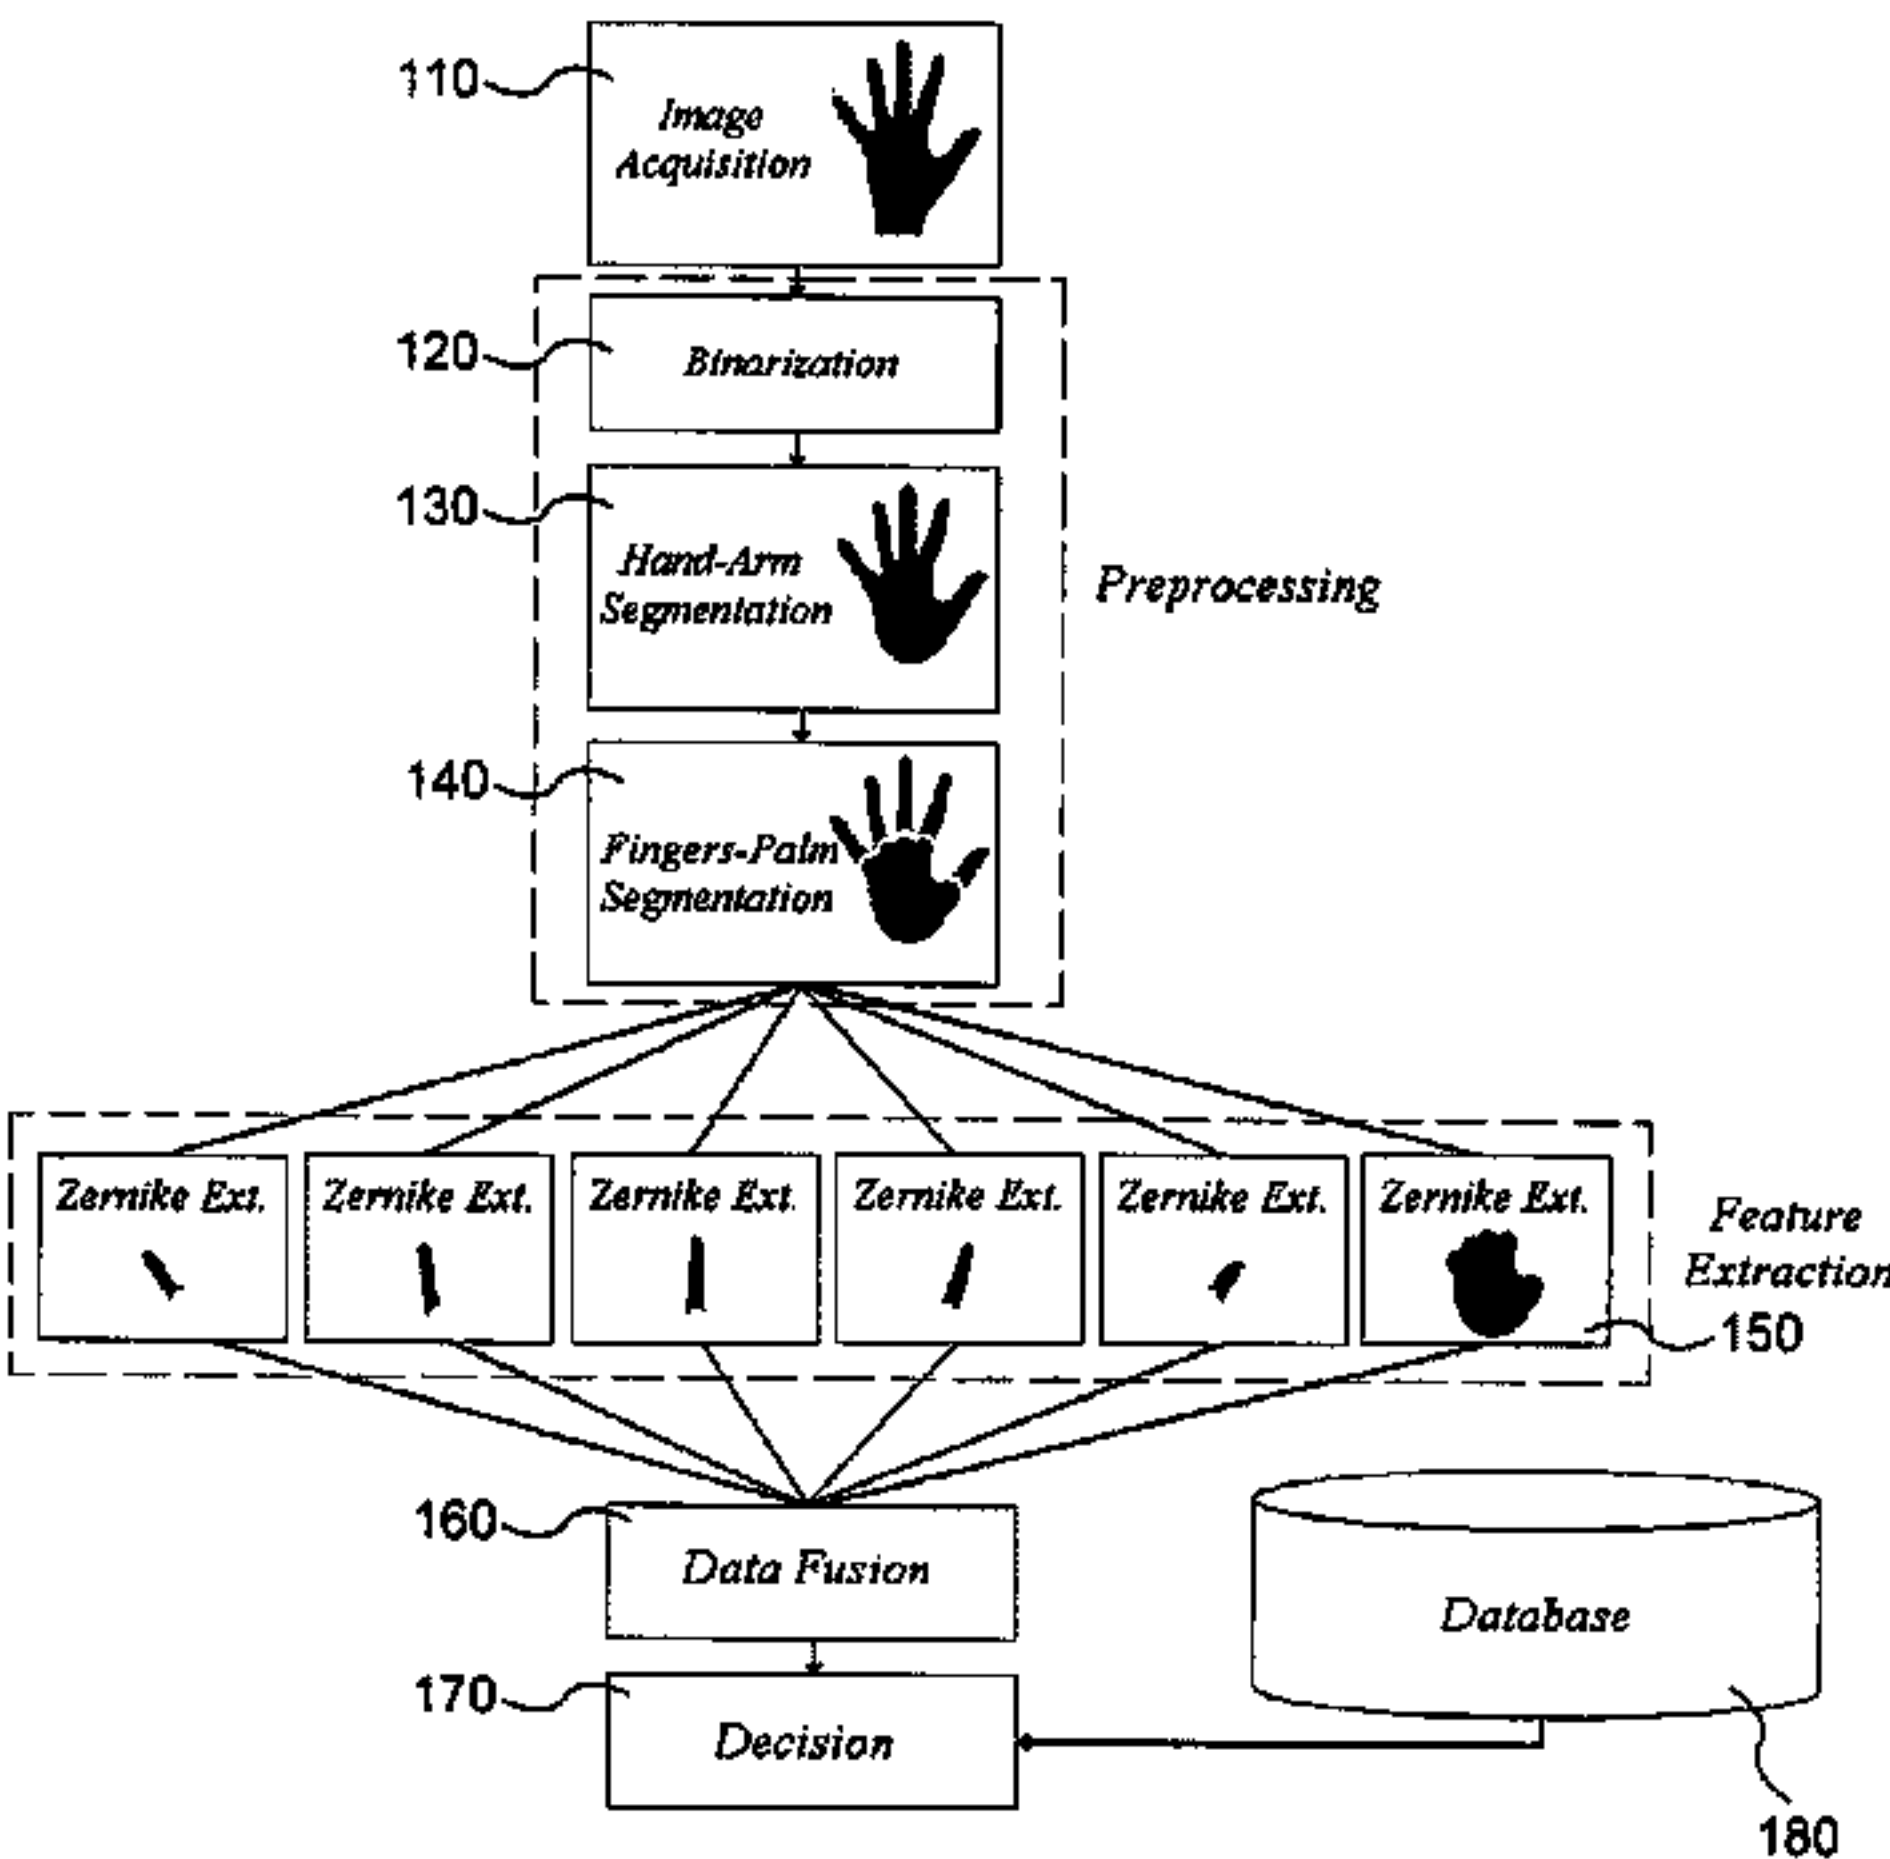 110
Image
Acquisition
120
Binarization
130
Hand-Arm
Segmentation
Preprocessing
140
Fingers-Palm
Segmentation
Zernike Ext.
Zernike Ext.
Zernike Ext.
Zernike Ext.
Zernike Ext.
Zernike Ext.
Feature
Extraction
150
160
Data Fusion
Database
170
Decision
180